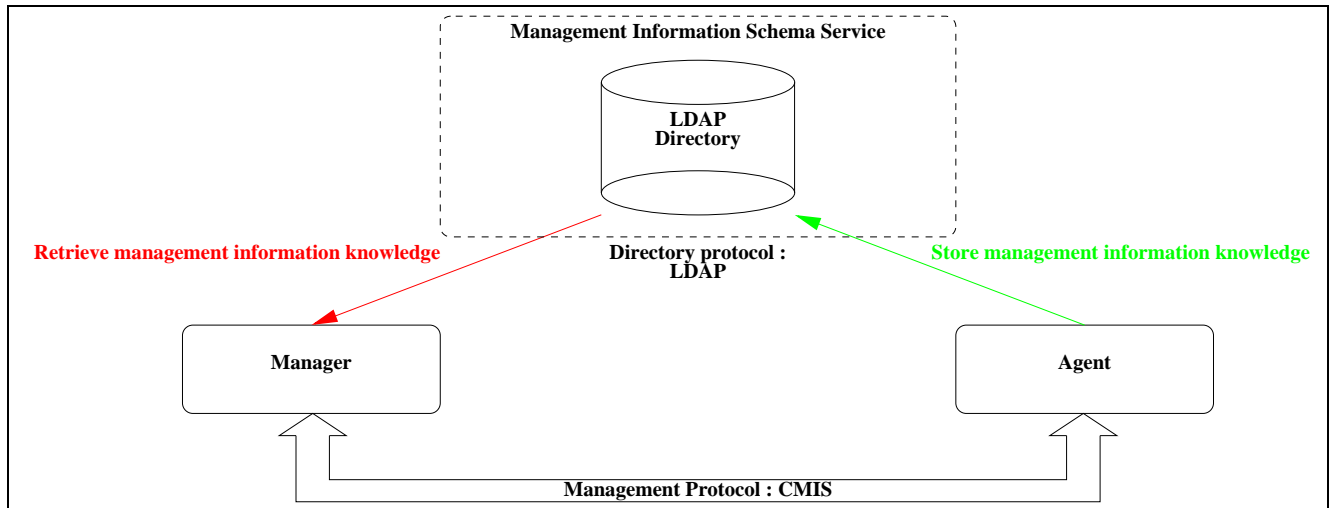 Management Information Schema Service
LDAP
Directory
Retrieve management information knowledge
Directory protocol :
LDAP
Store management information knowledge
Manager
Agent
Management Protocol : CMIS